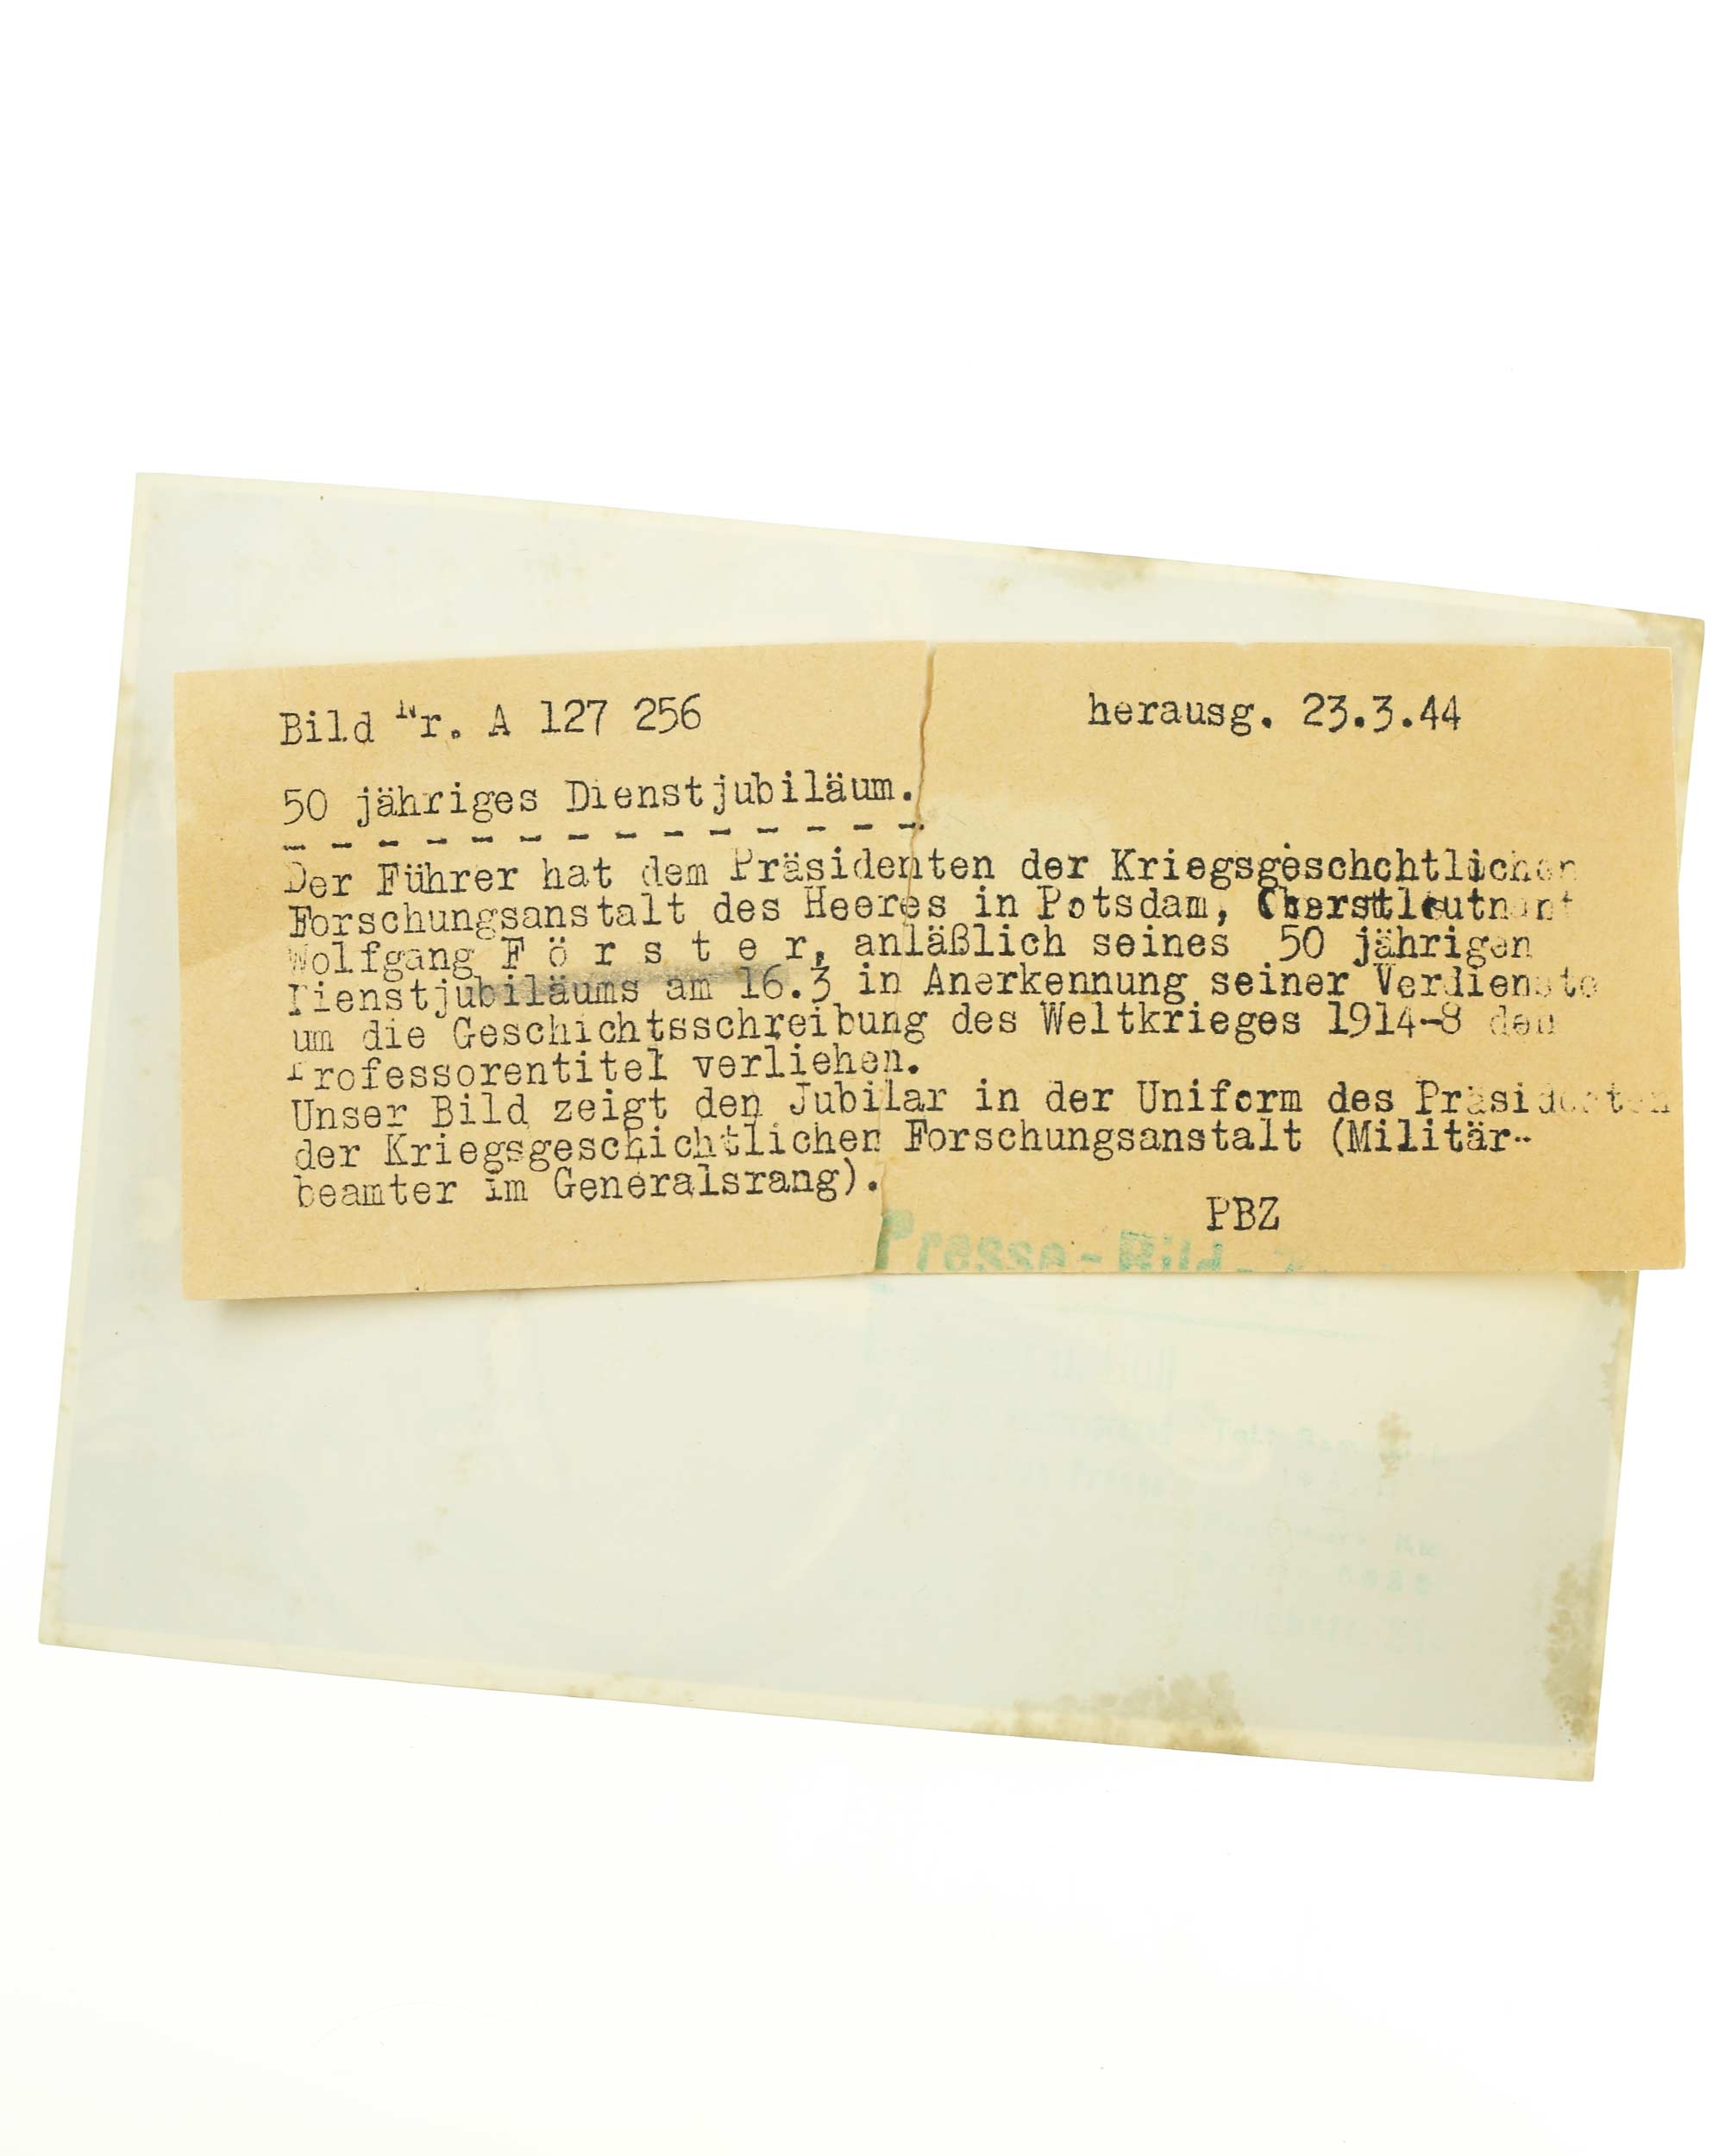 Bild Nr. A 127 256 herausg. 23.3.44
50 jähriges Dienstjubiläum.
Der Führer hat dem Präsidenten der Kriegsgeschchtlichen
Forschungsanstalt des Heeres in Potsdam, Oberstleutnant
Wolfgang F ö r s t e r, anläßlich seines 50 jährigen
Dienstjubiläums am 16.3 in Anerkennung seiner Verdienste
um die Geschichtsschreibung des Weltkrieges 1914-8 den
Professorentitel verliehen.
Unser Bild zeigt den Jubilar in der Uniform des Präsidenten
der Kriegsgeschichtlichen Forschungsanstalt (Militär-
beamter im Generalsrang).
PBZ